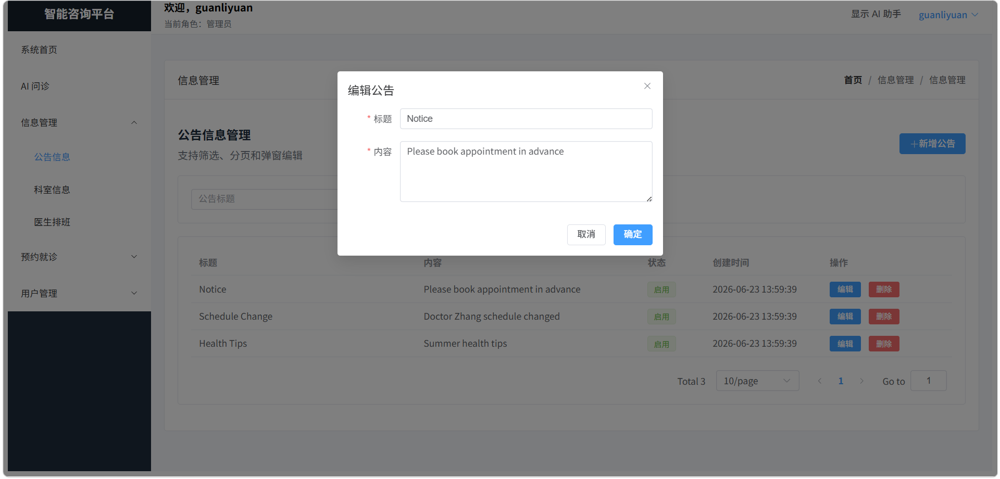 智能咨询平台
欢迎，guanliyuan
当前角色：管理员
显示 AI 助手
guanliyuan
系统首页
AI 问诊
信息管理
公告信息
科室信息
医生排班
预约就诊
用户管理
信息管理
首页 / 信息管理 / 信息管理
公告信息管理
支持筛选、分页和弹窗编辑
+新增公告
公告标题
编辑公告
* 标题
Notice
* 内容
Please book appointment in advance
取消
确定
标题 内容 状态 创建时间 操作
Notice Please book appointment in advance 启用 2026-06-23 13:59:39 编辑 删除
Schedule Change Doctor Zhang schedule changed 启用 2026-06-23 13:59:39 编辑 删除
Health Tips Summer health tips 启用 2026-06-23 13:59:39 编辑 删除
Total 3 10/page 1 Go to 1